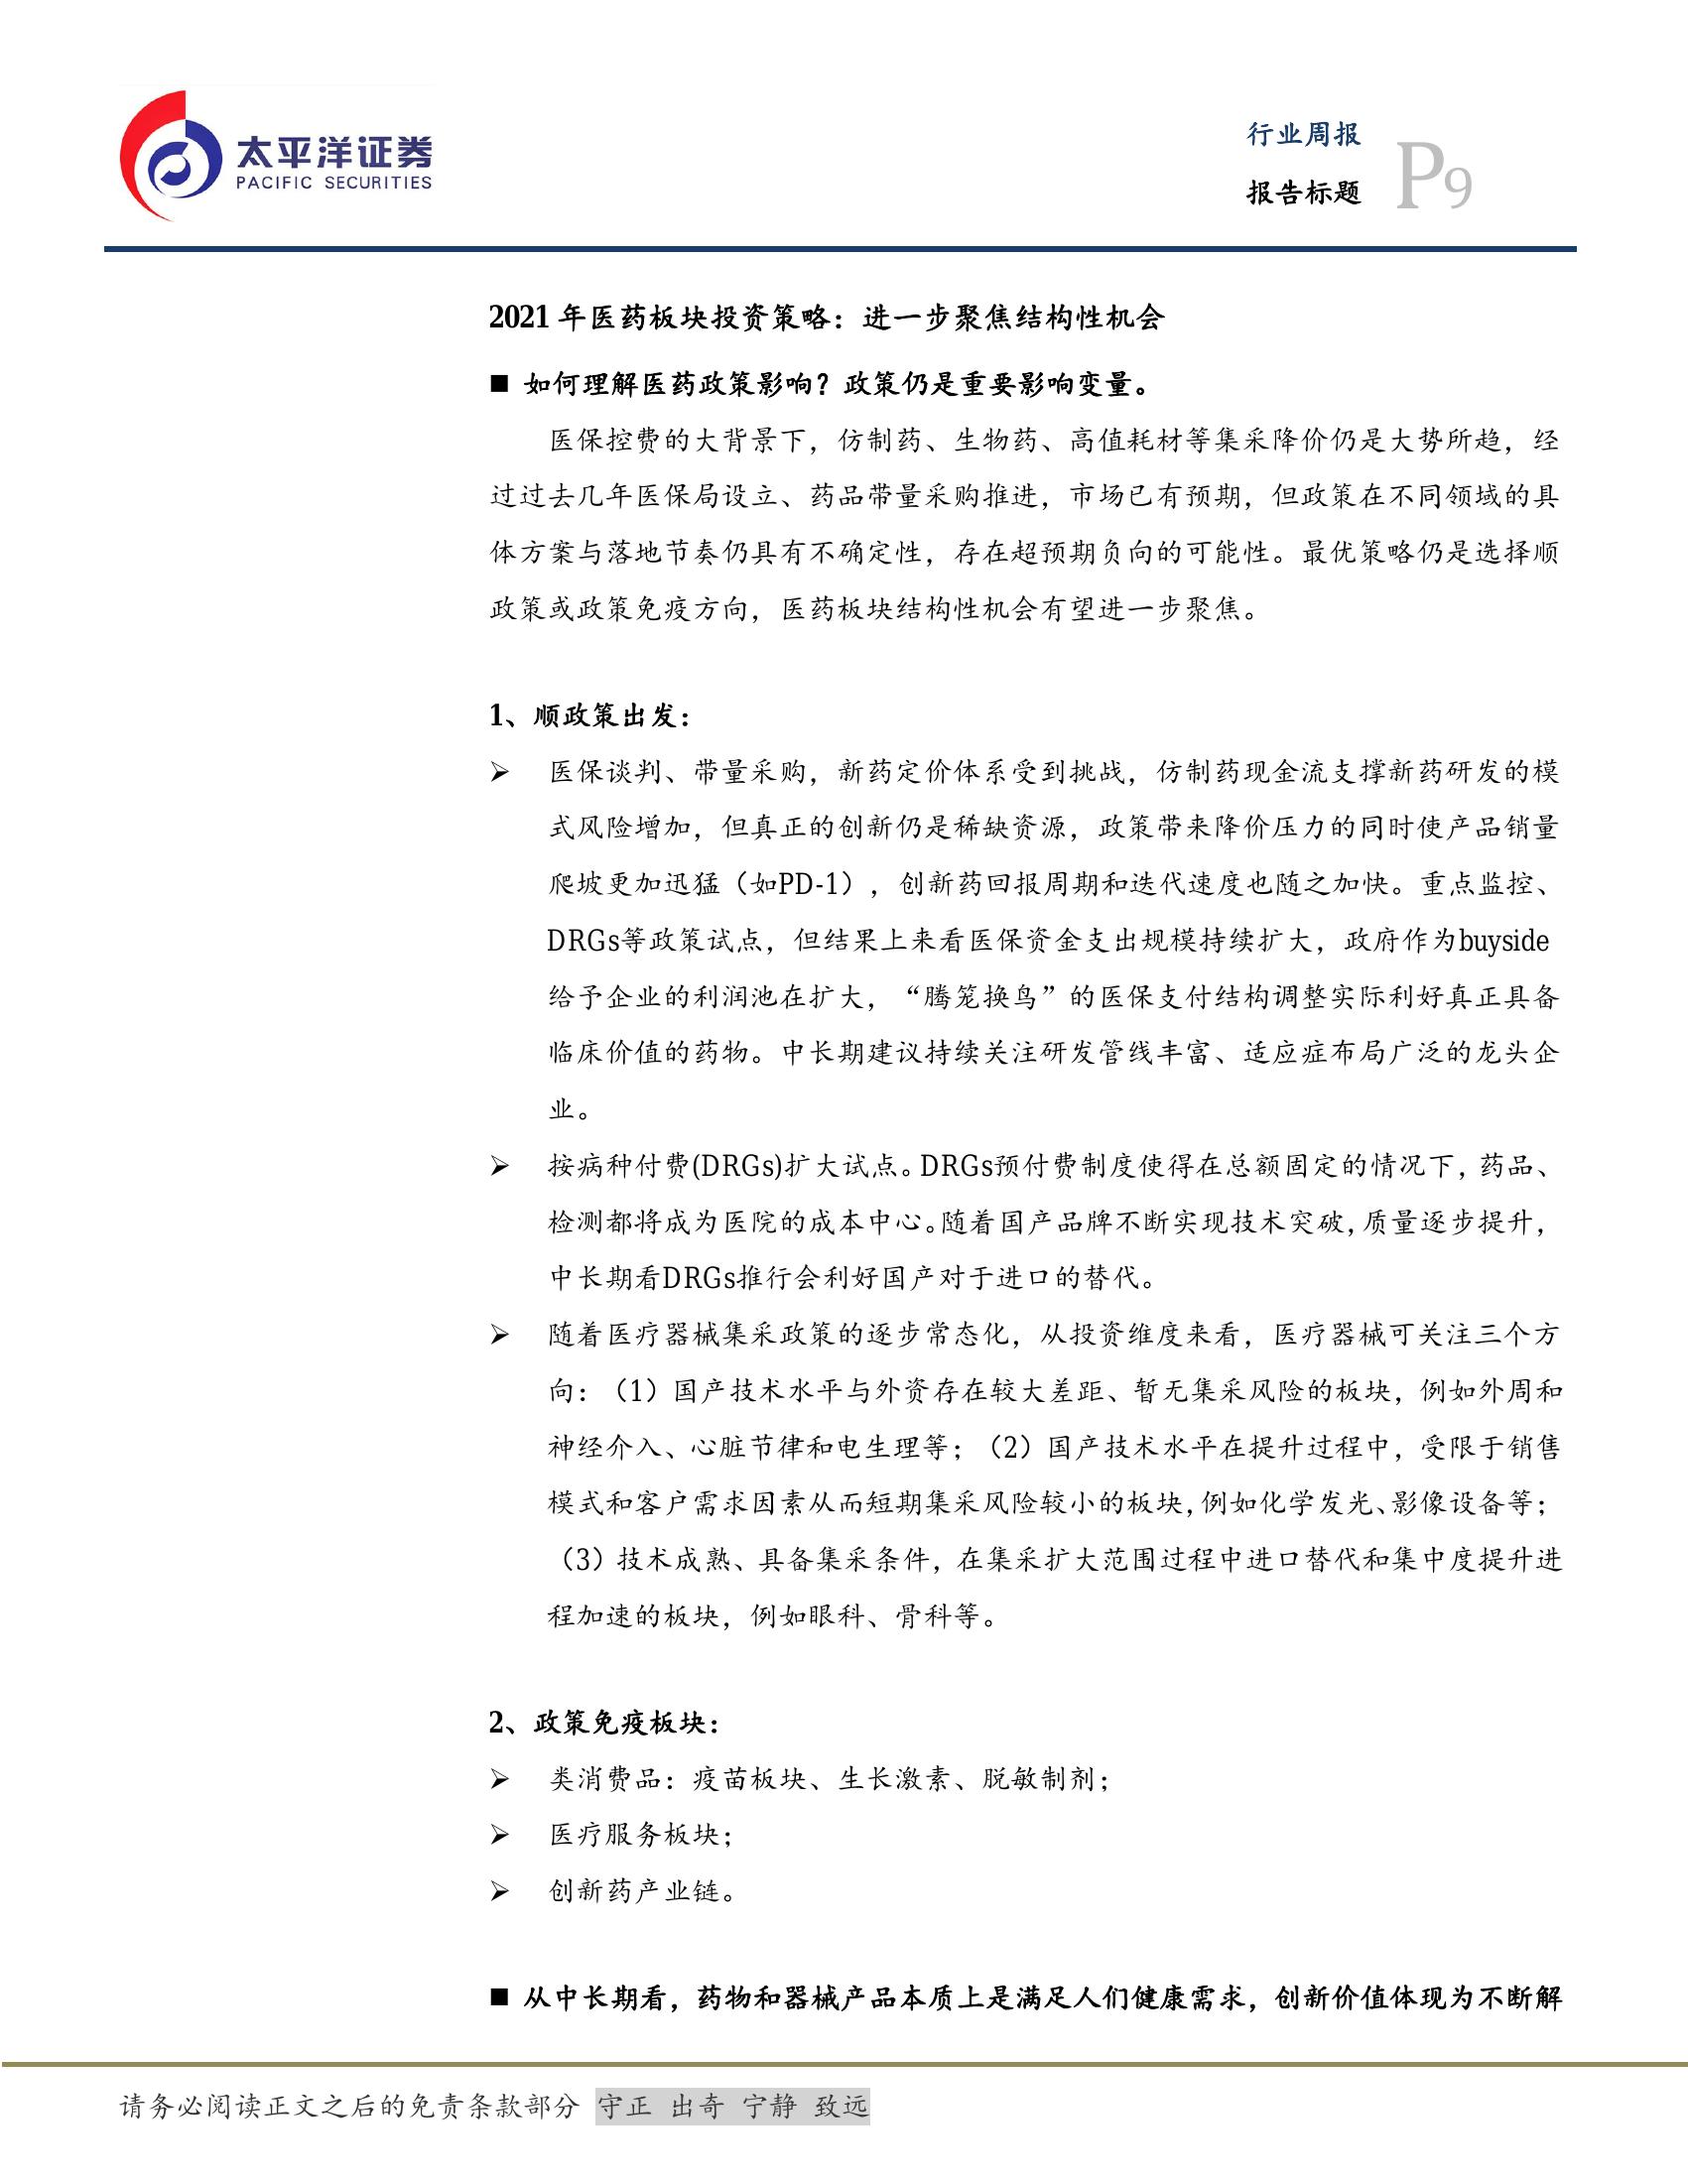 太平洋证券
PACIFIC SECURITIES
行业周报
报告标题
P9
2021 年医药板块投资策略：进一步聚焦结构性机会
■ 如何理解医药政策影响？政策仍是重要影响变量。
医保控费的大背景下，仿制药、生物药、高值耗材等集采降价仍是大势所趋，经
过过去几年医保局设立、药品带量采购推进，市场已有预期，但政策在不同领域的具
体方案与落地节奏仍具有不确定性，存在超预期负向的可能性。最优策略仍是选择顺
政策或政策免疫方向，医药板块结构性机会有望进一步聚焦。
1、顺政策出发：
➢ 医保谈判、带量采购，新药定价体系受到挑战，仿制药现金流支撑新药研发的模
式风险增加，但真正的创新仍是稀缺资源，政策带来降价压力的同时使产品销量
爬坡更加迅猛（如PD-1），创新药回报周期和迭代速度也随之加快。重点监控、
DRGs等政策试点，但结果上来看医保资金支出规模持续扩大，政府作为buyside
给予企业的利润池在扩大，“腾笼换鸟”的医保支付结构调整实际利好真正具备
临床价值的药物。中长期建议持续关注研发管线丰富、适应症布局广泛的龙头企
业。
➢ 按病种付费(DRGs)扩大试点。DRGs预付费制度使得在总额固定的情况下，药品、
检测都将成为医院的成本中心。随着国产品牌不断实现技术突破，质量逐步提升，
中长期看DRGs推行会利好国产对于进口的替代。
➢ 随着医疗器械集采政策的逐步常态化，从投资维度来看，医疗器械可关注三个方
向：（1）国产技术水平与外资存在较大差距、暂无集采风险的板块，例如外周和
神经介入、心脏节律和电生理等；（2）国产技术水平在提升过程中，受限于销售
模式和客户需求因素从而短期集采风险较小的板块，例如化学发光、影像设备等；
（3）技术成熟、具备集采条件，在集采扩大范围过程中进口替代和集中度提升进
程加速的板块，例如眼科、骨科等。
2、政策免疫板块：
➢ 类消费品：疫苗板块、生长激素、脱敏制剂；
➢ 医疗服务板块；
➢ 创新药产业链。
■ 从中长期看，药物和器械产品本质上是满足人们健康需求，创新价值体现为不断解
请务必阅读正文之后的免责条款部分 守正 出奇 宁静 致远